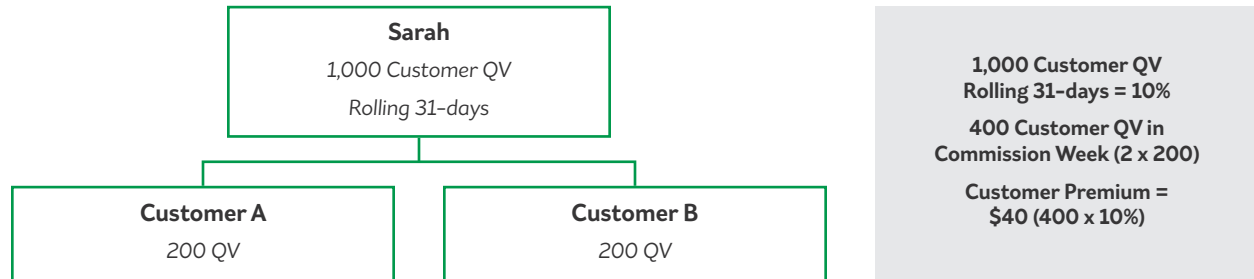 Sarah
1,000 Customer QV
Rolling 31-days
Customer A
200 QV
Customer B
200 QV
1,000 Customer QV
Rolling 31-days = 10%
400 Customer QV in
Commission Week (2 x 200)
Customer Premium =
$40 (400 x 10%)